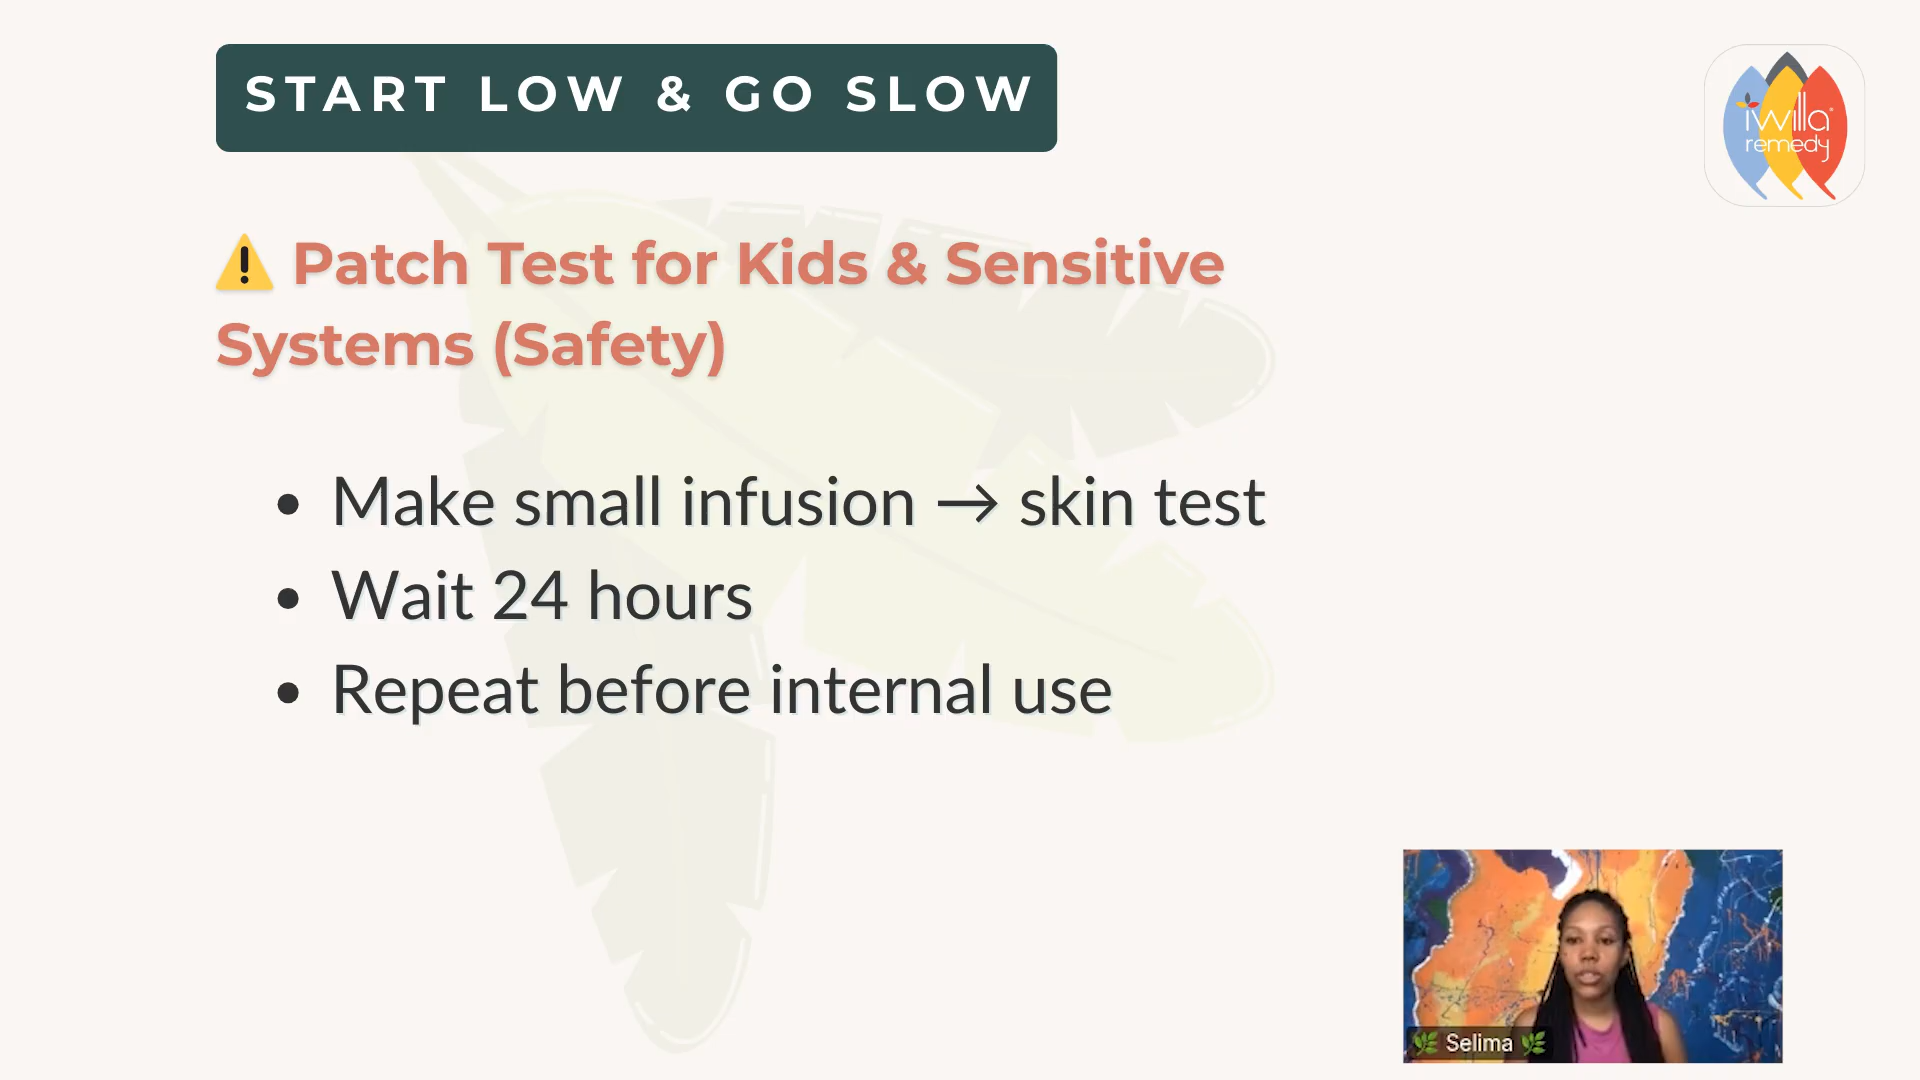 START LOW & GO SLOW
iwilla®
remedy
⚠️ Patch Test for Kids & Sensitive
Systems (Safety)
• Make small infusion → skin test
• Wait 24 hours
• Repeat before internal use
🌿 Selima 🌿